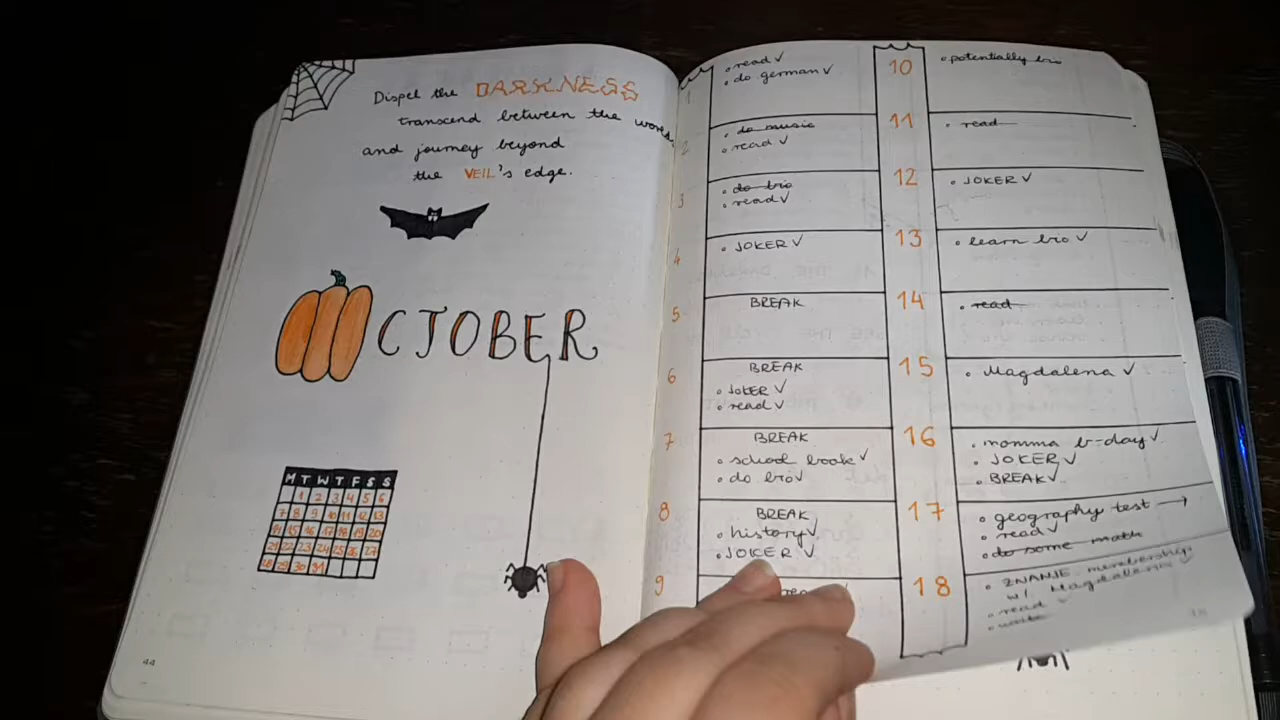 Dispel the DARKNESS
transcend between the
and journey beyond
the VEIL's edge.
OCTOBER
M T W T F S S
1 2 3 4 5 6
7 8 9 10 11 12 13
14 15 16 17 18 19 20
21 22 23 24 25 26 27
28 29 30 31
44
1
• read ✓
• do german ✓
2
• do music
• read ✓
3
• do bio
• read ✓
4
• JOKER ✓
5
BREAK
6
BREAK
• JOKER ✓
• read ✓
7
BREAK
• school book ✓
• do bio ✓
8
BREAK
• history ✓
• JOKER ✓
9
10
• potentially bio
11
• read
12
• JOKER ✓
13
• learn bio ✓
14
• read
15
• Magdalena ✓
16
• momma b-day ✓
• JOKER ✓
• BREAK ✓
17
• geography test →
• read ✓
• do some math
18
• ZNANJE membership
w/ Magdalena ✓
• read ✓
• write